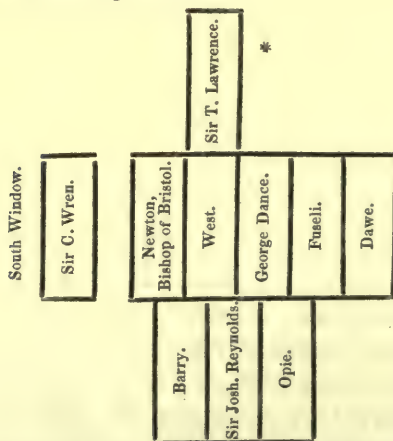 South Window.
Sir C. Wren.
Newton,
Bishop of Bristol.
Barry.
West.
Sir T. Lawrence.
Sir Josh. Reynolds.
George Dance.
*
Opie.
Fuseli.
Dawe.